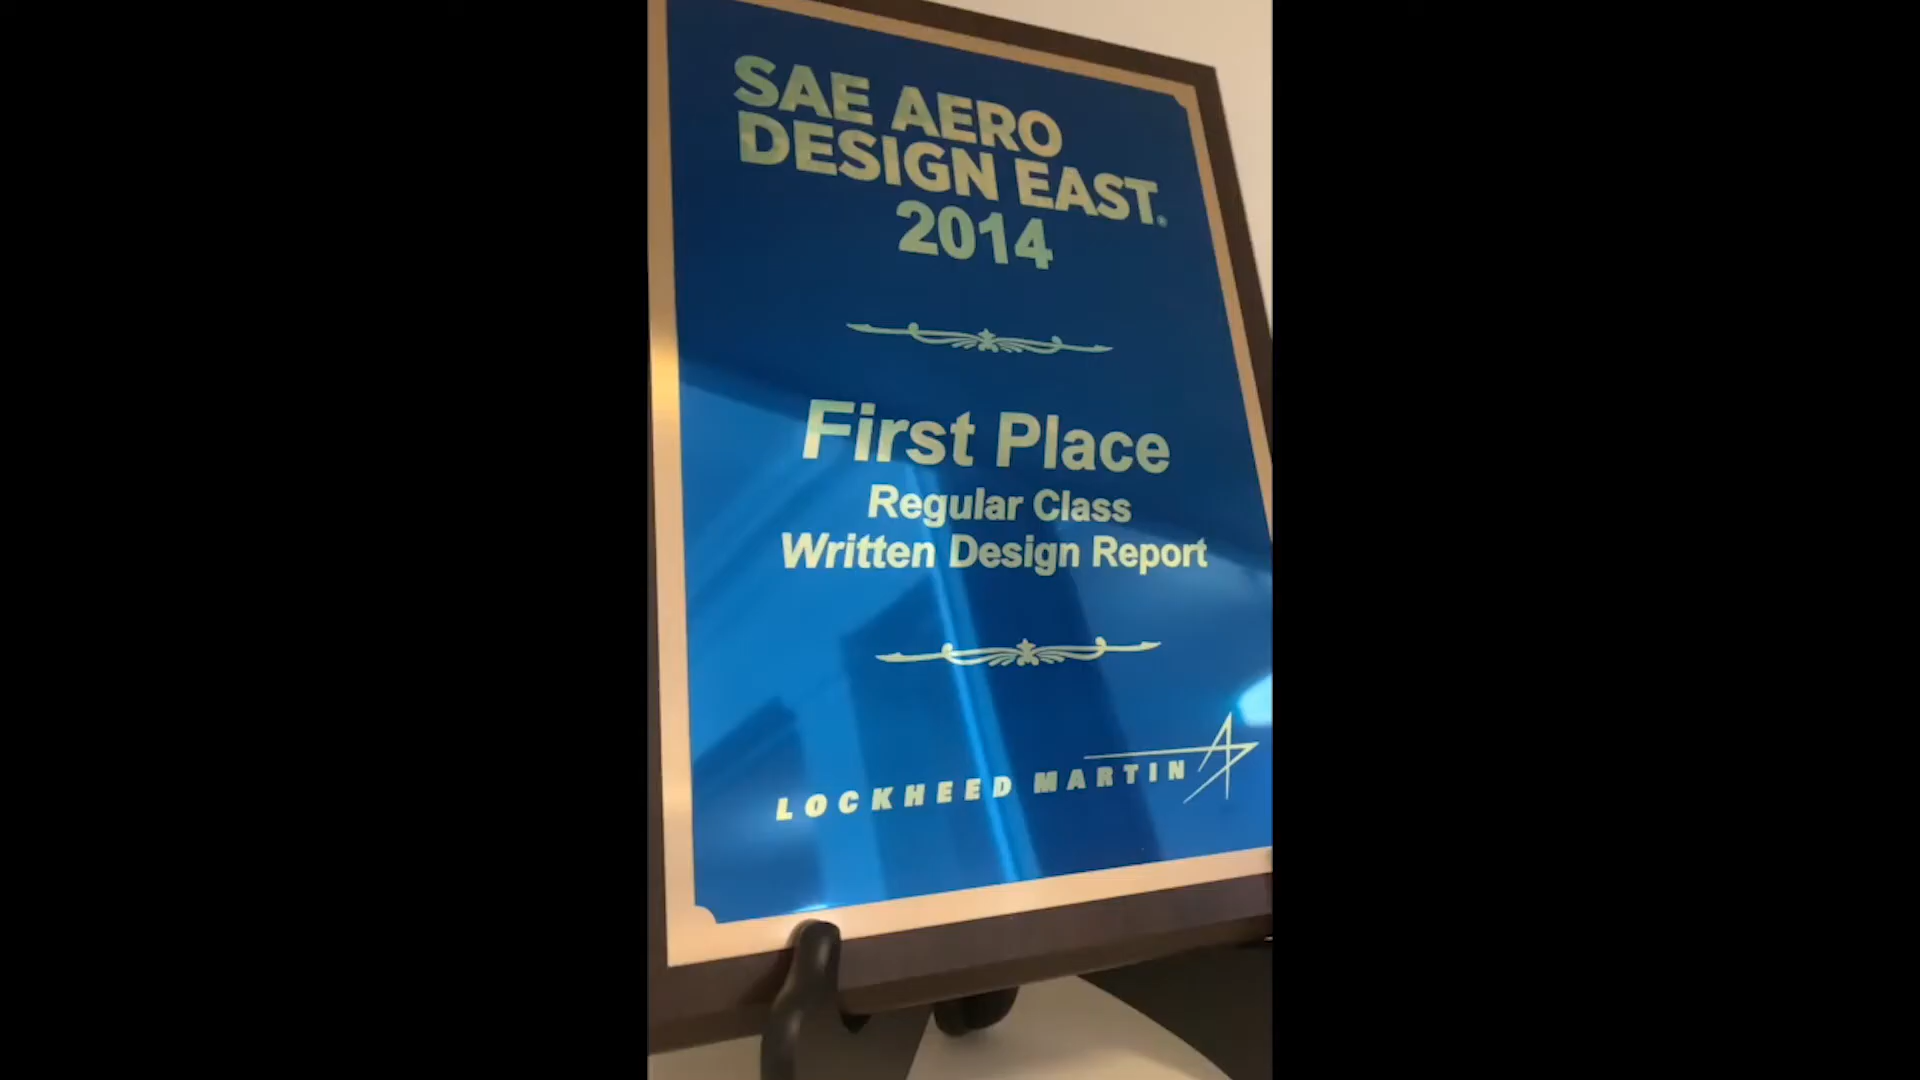 SAE AERO
DESIGN EAST®
2014
First Place
Regular Class
Written Design Report
LOCKHEED MARTIN